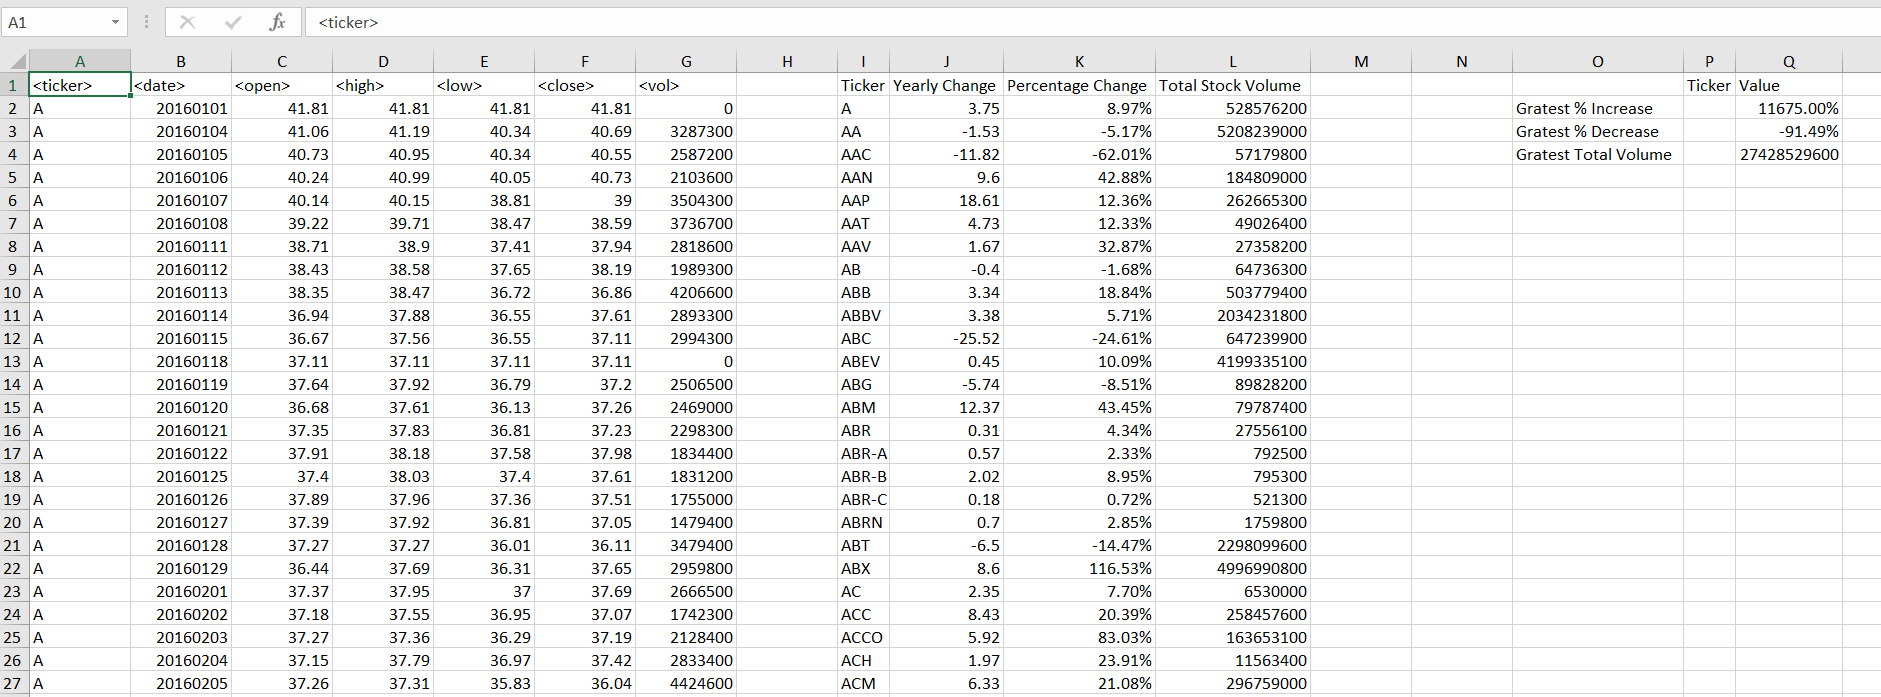 A1 fx <ticker>
A B C D E F G H I J K L M N O P Q
1 <ticker> <date> <open> <high> <low> <close> <vol> Ticker Yearly Change Percentage Change Total Stock Volume Ticker Value
2 A 20160101 41.81 41.81 41.81 41.81 0 A 3.75 8.97% 528576200 Gratest % Increase 11675.00%
3 A 20160104 41.06 41.19 40.34 40.69 3287300 AA -1.53 -5.17% 5208239000 Gratest % Decrease -91.49%
4 A 20160105 40.73 40.95 40.34 40.55 2587200 AAC -11.82 -62.01% 57179800 Gratest Total Volume 27428529600
5 A 20160106 40.24 40.99 40.05 40.73 2103600 AAN 9.6 42.88% 184809000
6 A 20160107 40.14 40.15 38.81 39 3504300 AAP 18.61 12.36% 262665300
7 A 20160108 39.22 39.71 38.47 38.59 3736700 AAT 4.73 12.33% 49026400
8 A 20160111 38.71 38.9 37.41 37.94 2818600 AAV 1.67 32.87% 27358200
9 A 20160112 38.43 38.58 37.65 38.19 1989300 AB -0.4 -1.68% 64736300
10 A 20160113 38.35 38.47 36.72 36.86 4206600 ABB 3.34 18.84% 503779400
11 A 20160114 36.94 37.88 36.55 37.61 2893300 ABBV 3.38 5.71% 2034231800
12 A 20160115 36.67 37.56 36.55 37.11 2994300 ABC -25.52 -24.61% 647239900
13 A 20160118 37.11 37.11 37.11 37.11 0 ABEV 0.45 10.09% 4199335100
14 A 20160119 37.64 37.92 36.79 37.2 2506500 ABG -5.74 -8.51% 89828200
15 A 20160120 36.68 37.61 36.13 37.26 2469000 ABM 12.37 43.45% 79787400
16 A 20160121 37.35 37.83 36.81 37.23 2298300 ABR 0.31 4.34% 27556100
17 A 20160122 37.91 38.18 37.58 37.98 1834400 ABR-A 0.57 2.33% 792500
18 A 20160125 37.4 38.03 37.4 37.61 1831200 ABR-B 2.02 8.95% 795300
19 A 20160126 37.89 37.96 37.36 37.51 1755000 ABR-C 0.18 0.72% 521300
20 A 20160127 37.39 37.92 36.81 37.05 1479400 ABRN 0.7 2.85% 1759800
21 A 20160128 37.27 37.27 36.01 36.11 3479400 ABT -6.5 -14.47% 2298099600
22 A 20160129 36.44 37.69 36.31 37.65 2959800 ABX 8.6 116.53% 4996990800
23 A 20160201 37.37 37.95 37 37.69 2666500 AC 2.35 7.70% 6530000
24 A 20160202 37.18 37.55 36.95 37.07 1742300 ACC 8.43 20.39% 258457600
25 A 20160203 37.27 37.36 36.29 37.19 2128400 ACCO 5.92 83.03% 163653100
26 A 20160204 37.15 37.79 36.97 37.42 2833400 ACH 1.97 23.91% 11563400
27 A 20160205 37.26 37.31 35.83 36.04 4424600 ACM 6.33 21.08% 296759000